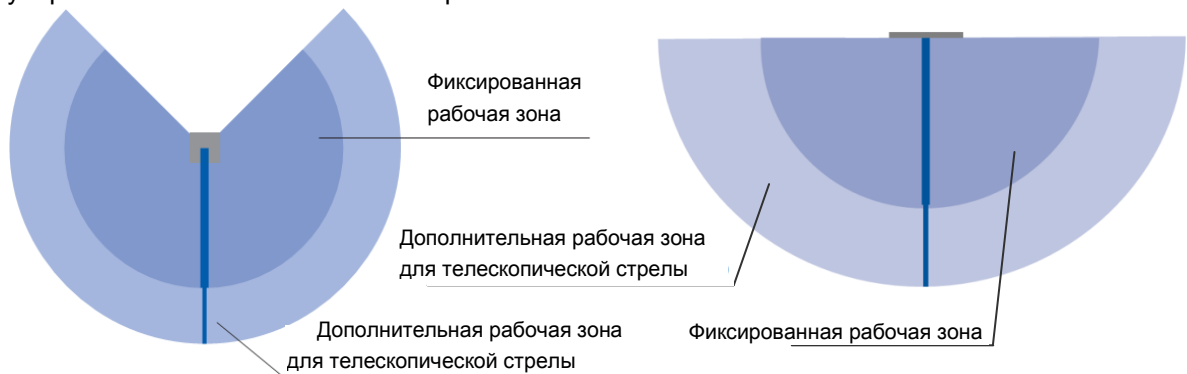 Фиксированная
рабочая зона
Дополнительная рабочая зона
для телескопической стрелы
Дополнительная рабочая зона
для телескопической стрелы
Фиксированная рабочая зона